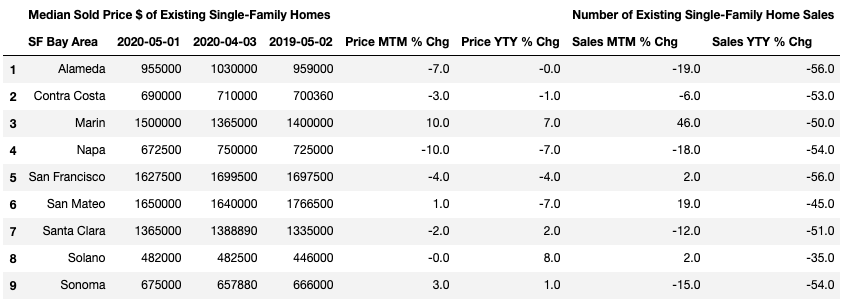 Median Sold Price $ of Existing Single-Family Homes Number of Existing Single-Family Home Sales
SF Bay Area 2020-05-01 2020-04-03 2019-05-02 Price MTM % Chg Price YTY % Chg Sales MTM % Chg Sales YTY % Chg
1 Alameda 955000 1030000 959000 -7.0 -0.0 -19.0 -56.0
2 Contra Costa 690000 710000 700360 -3.0 -1.0 -6.0 -53.0
3 Marin 1500000 1365000 1400000 10.0 7.0 46.0 -50.0
4 Napa 672500 750000 725000 -10.0 -7.0 -18.0 -54.0
5 San Francisco 1627500 1699500 1697500 -4.0 -4.0 2.0 -56.0
6 San Mateo 1650000 1640000 1766500 1.0 -7.0 19.0 -45.0
7 Santa Clara 1365000 1388890 1335000 -2.0 2.0 -12.0 -51.0
8 Solano 482000 482500 446000 -0.0 8.0 2.0 -35.0
9 Sonoma 675000 657880 666000 3.0 1.0 -15.0 -54.0